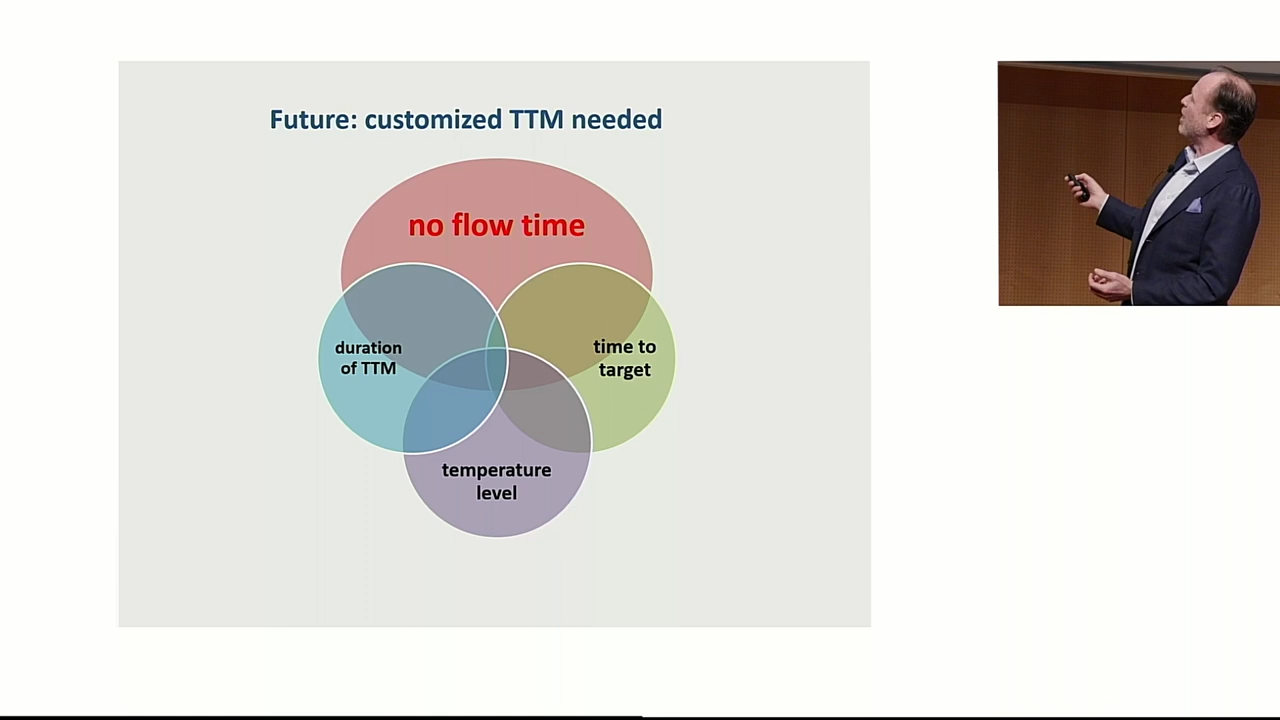 Future: customized TTM needed
no flow time
duration
of TTM
time to
target
temperature
level